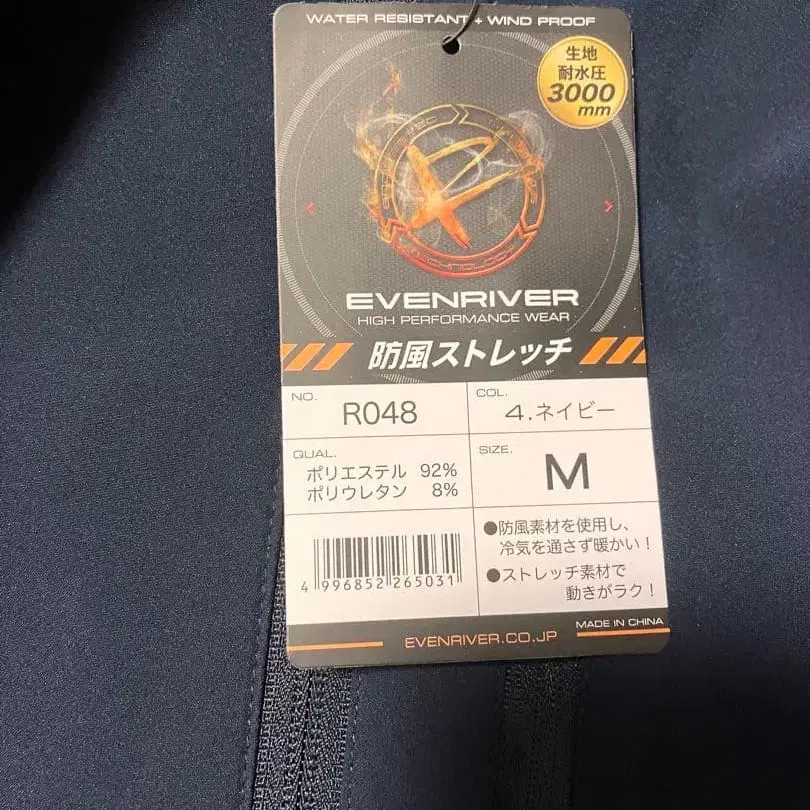 WATER RESISTANT + WIND PROOF
生地
耐水圧
3000
mm
EVENRIVER
HIGH PERFORMANCE WEAR
防風ストレッチ
NO.
R048
COL.
4.ネイビー
QUAL.
ポリエステル 92%
ポリウレタン 8%
SIZE.
M
4 996852 265031
●防風素材を使用し、
冷気を通さず暖かい!
●ストレッチ素材で
動きがラク!
MADE IN CHINA
EVENRIVER.CO.JP